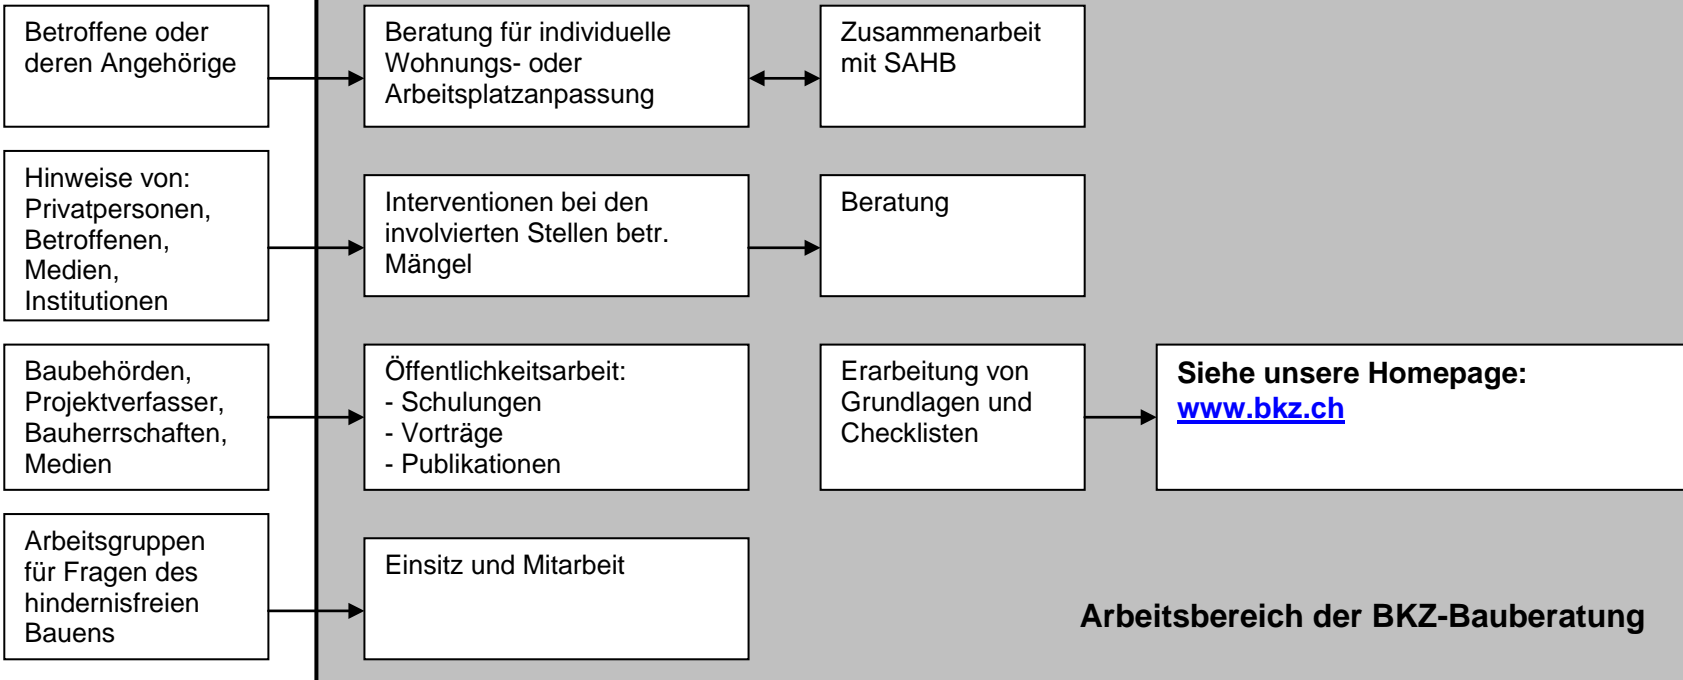 Betroffene oder
deren Angehörige
Beratung für individuelle
Wohnungs- oder
Arbeitsplatzanpassung
Zusammenarbeit
mit SAHB
Hinweise von:
Privatpersonen,
Betroffenen,
Medien,
Institutionen
Interventionen bei den
involvierten Stellen betr.
Mängel
Beratung
Baubehörden,
Projektverfasser,
Bauherrschaften,
Medien
Öffentlichkeitsarbeit:
- Schulungen
- Vorträge
- Publikationen
Erarbeitung von
Grundlagen und
Checklisten
Siehe unsere Homepage:
www.bkz.ch
Arbeitsgruppen
für Fragen des
hindernisfreien
Bauens
Einsitz und Mitarbeit
Arbeitsbereich der BKZ-Bauberatung